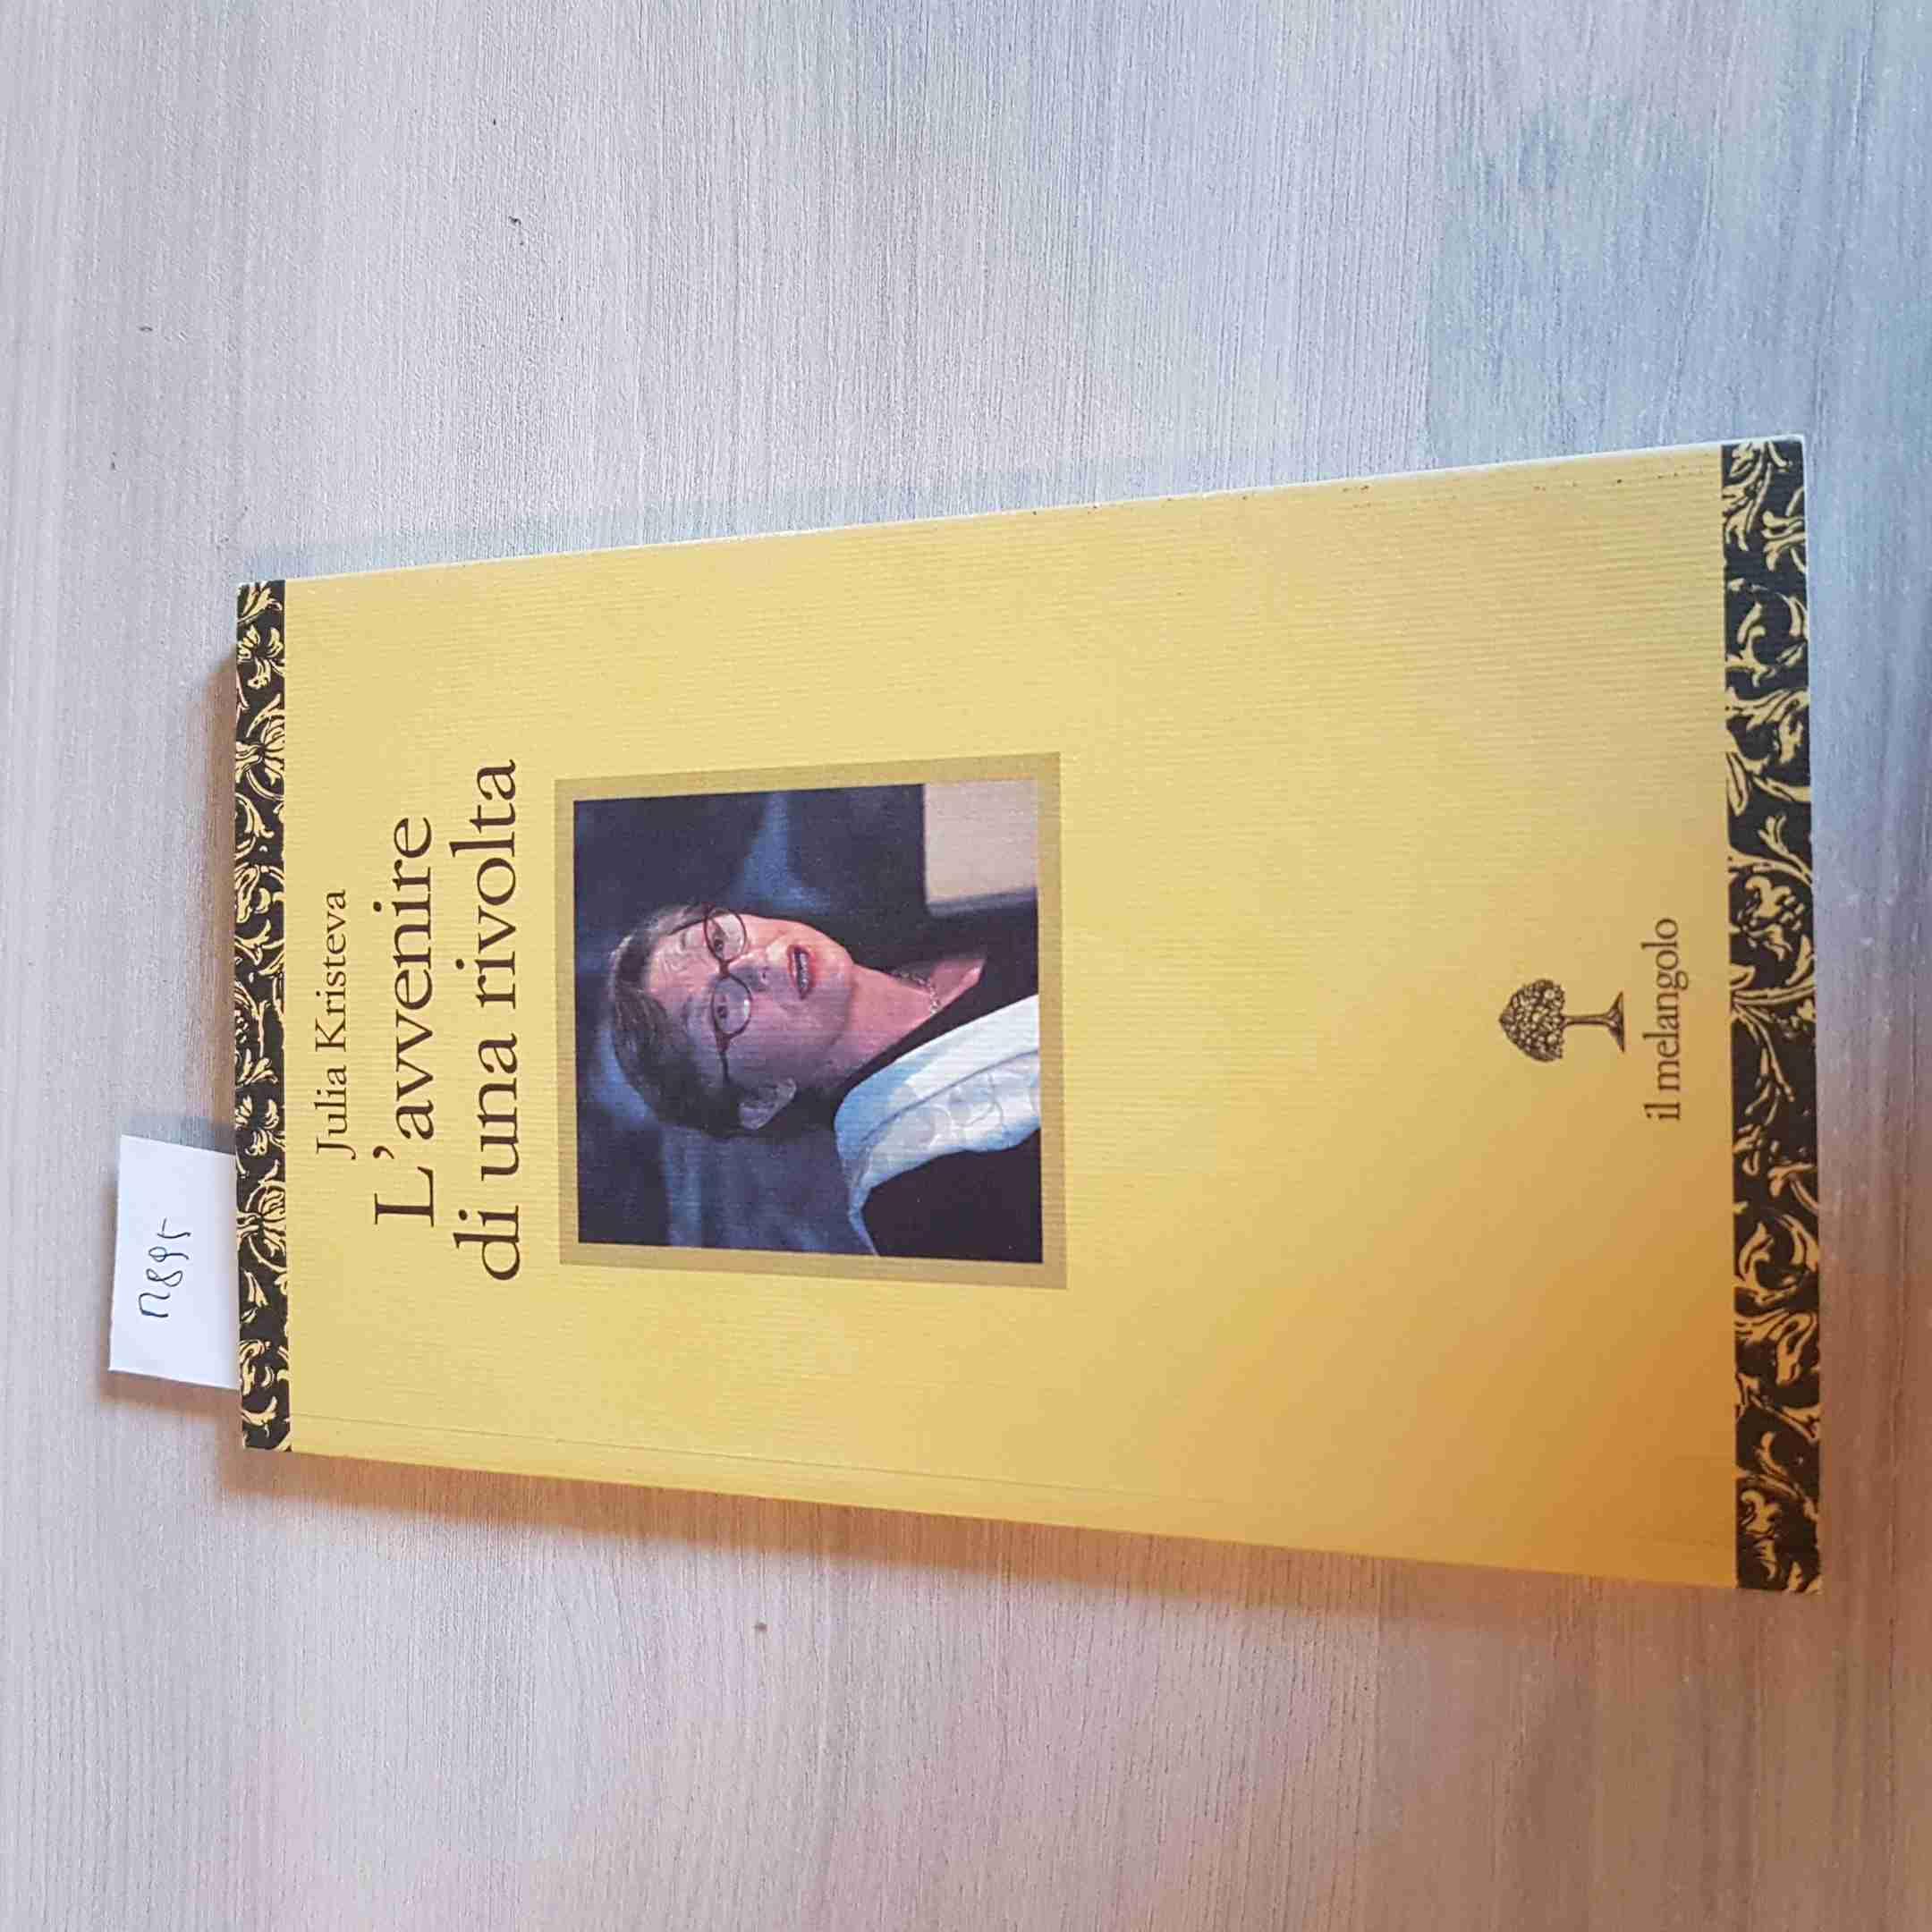 Julia Kristeva
L'avvenire
di una rivolta
il melangolo